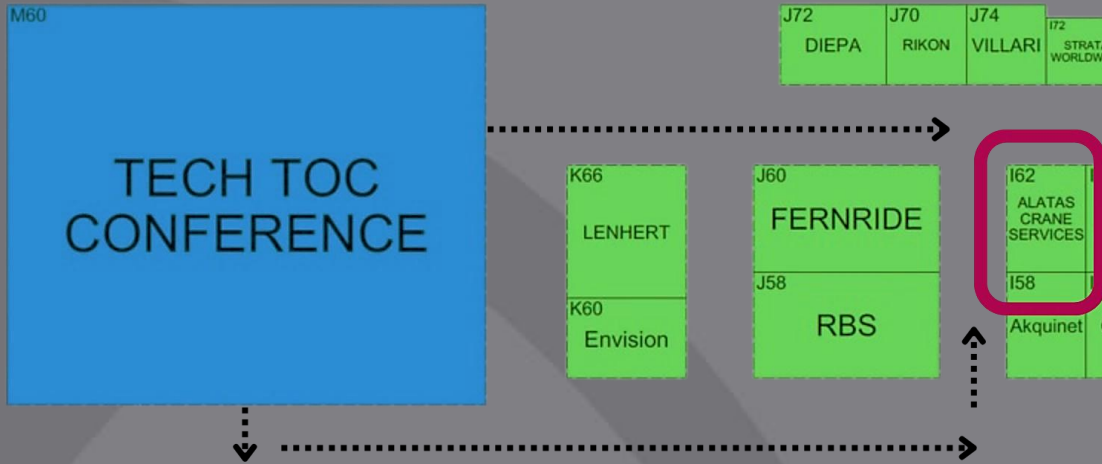 M60
TECH TOC
CONFERENCE
J72
DIEPA
J70
RIKON
J74
VILLARI
I72
K66
LENHERT
K60
Envision
J60
FERNRIDE
J58
RBS
I62
ALATAS
CRANE
SERVICES
I58
Akquinet